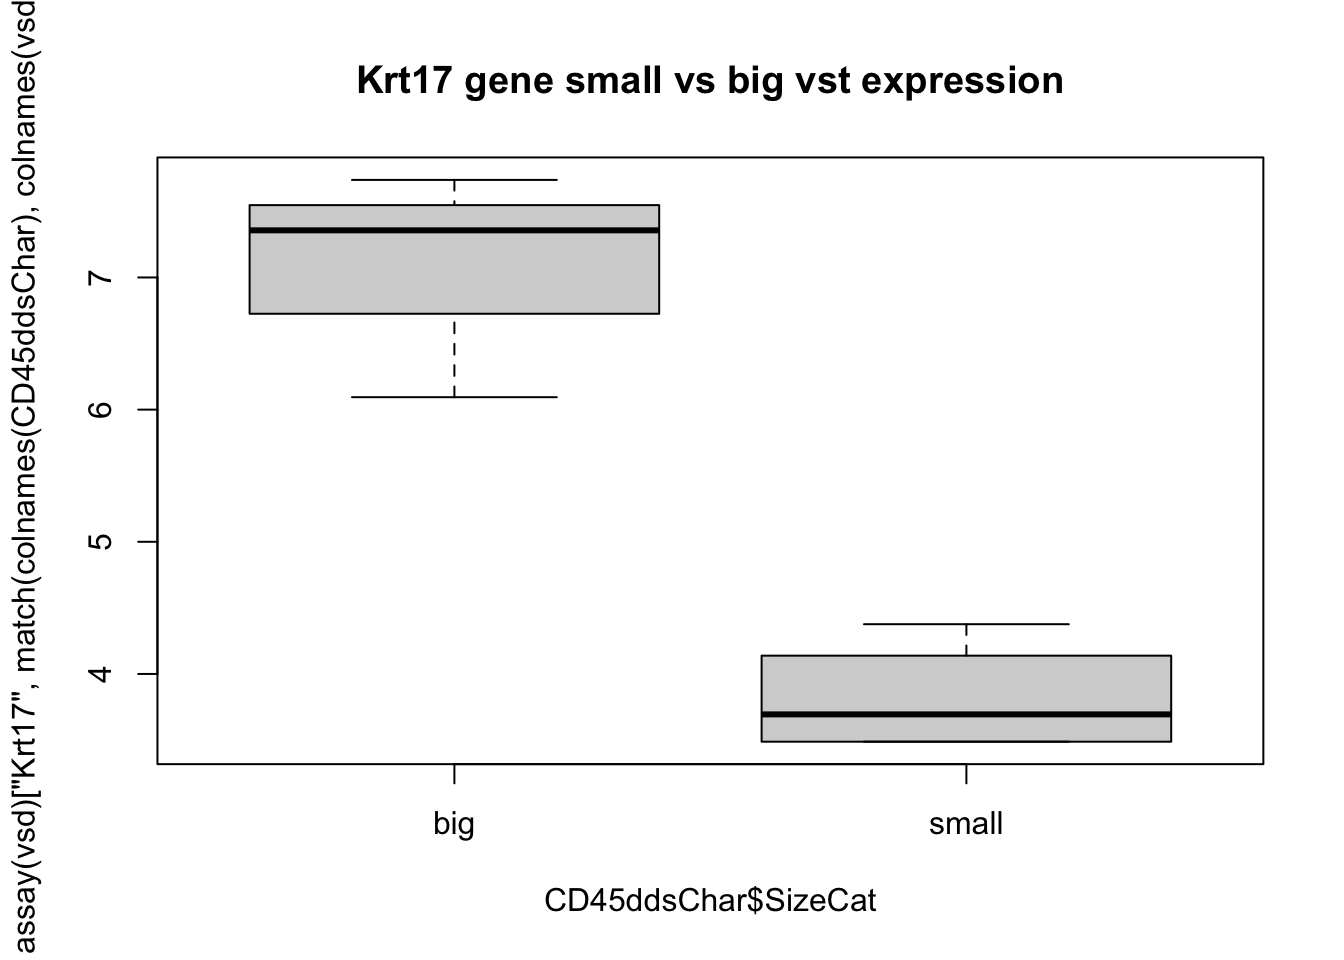 Krt17 gene small vs big vst expression
assay(vsd)["Krt17", match(colnames(CD45ddsChar), colnames(vsd
7
6
5
4
big small
CD45ddsChar$SizeCat